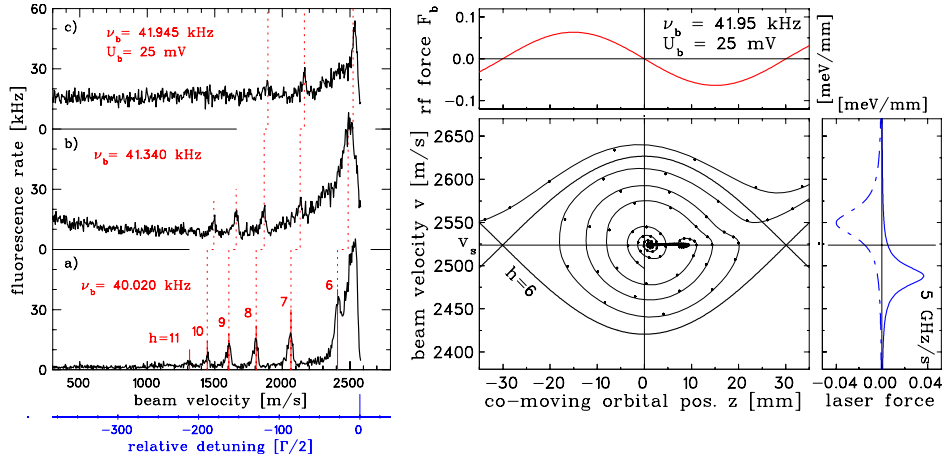 c)
ν_b = 41.945 kHz
U_b = 25 mV
b)
ν_b = 41.340 kHz
a)
ν_b = 40.020 kHz
h=11
10
9
8
7
6
fluorescence rate [kHz]
60
30
0
30
0
30
0
500
1000
1500
2000
2500
beam velocity [m/s]
-300
-200
-100
0
relative detuning [Γ/2]
rf force F_b
0.1
0.0
-0.1
ν_b = 41.95 kHz
U_b = 25 mV
[meV/mm]
[meV/mm]
beam velocity v [m/s]
2650
2600
2550
v_s
2500
2450
2400
h=6
-30
-20
-10
0
10
20
30
co-moving orbital pos. z [mm]
5 GHz/s
-0.04
0.00
0.04
laser force